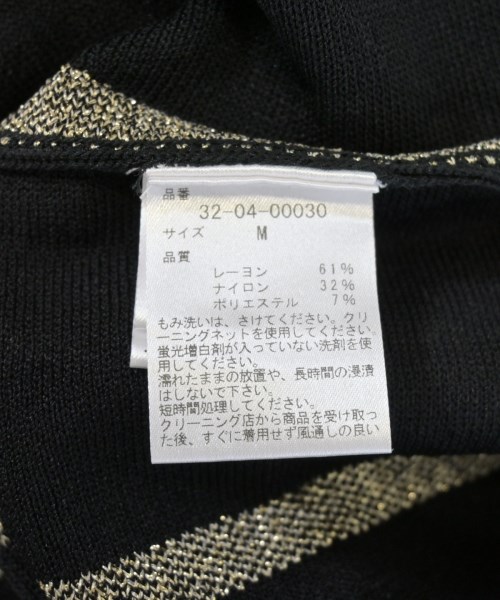 品番
32-04-00030
サイズ M
品質
レーヨン 61%
ナイロン 32%
ポリエステル 7%
もみ洗いは、さけてください。クリ
ーニングネットを使用してください。
蛍光増白剤が入っていない洗剤を使
用してください。
濡れたままの放置や、長時間の浸漬
はしないで下さい。
短時間処理してください。
クリーニング店から商品を受け取っ
た後、すぐに着用せず風通しの良い